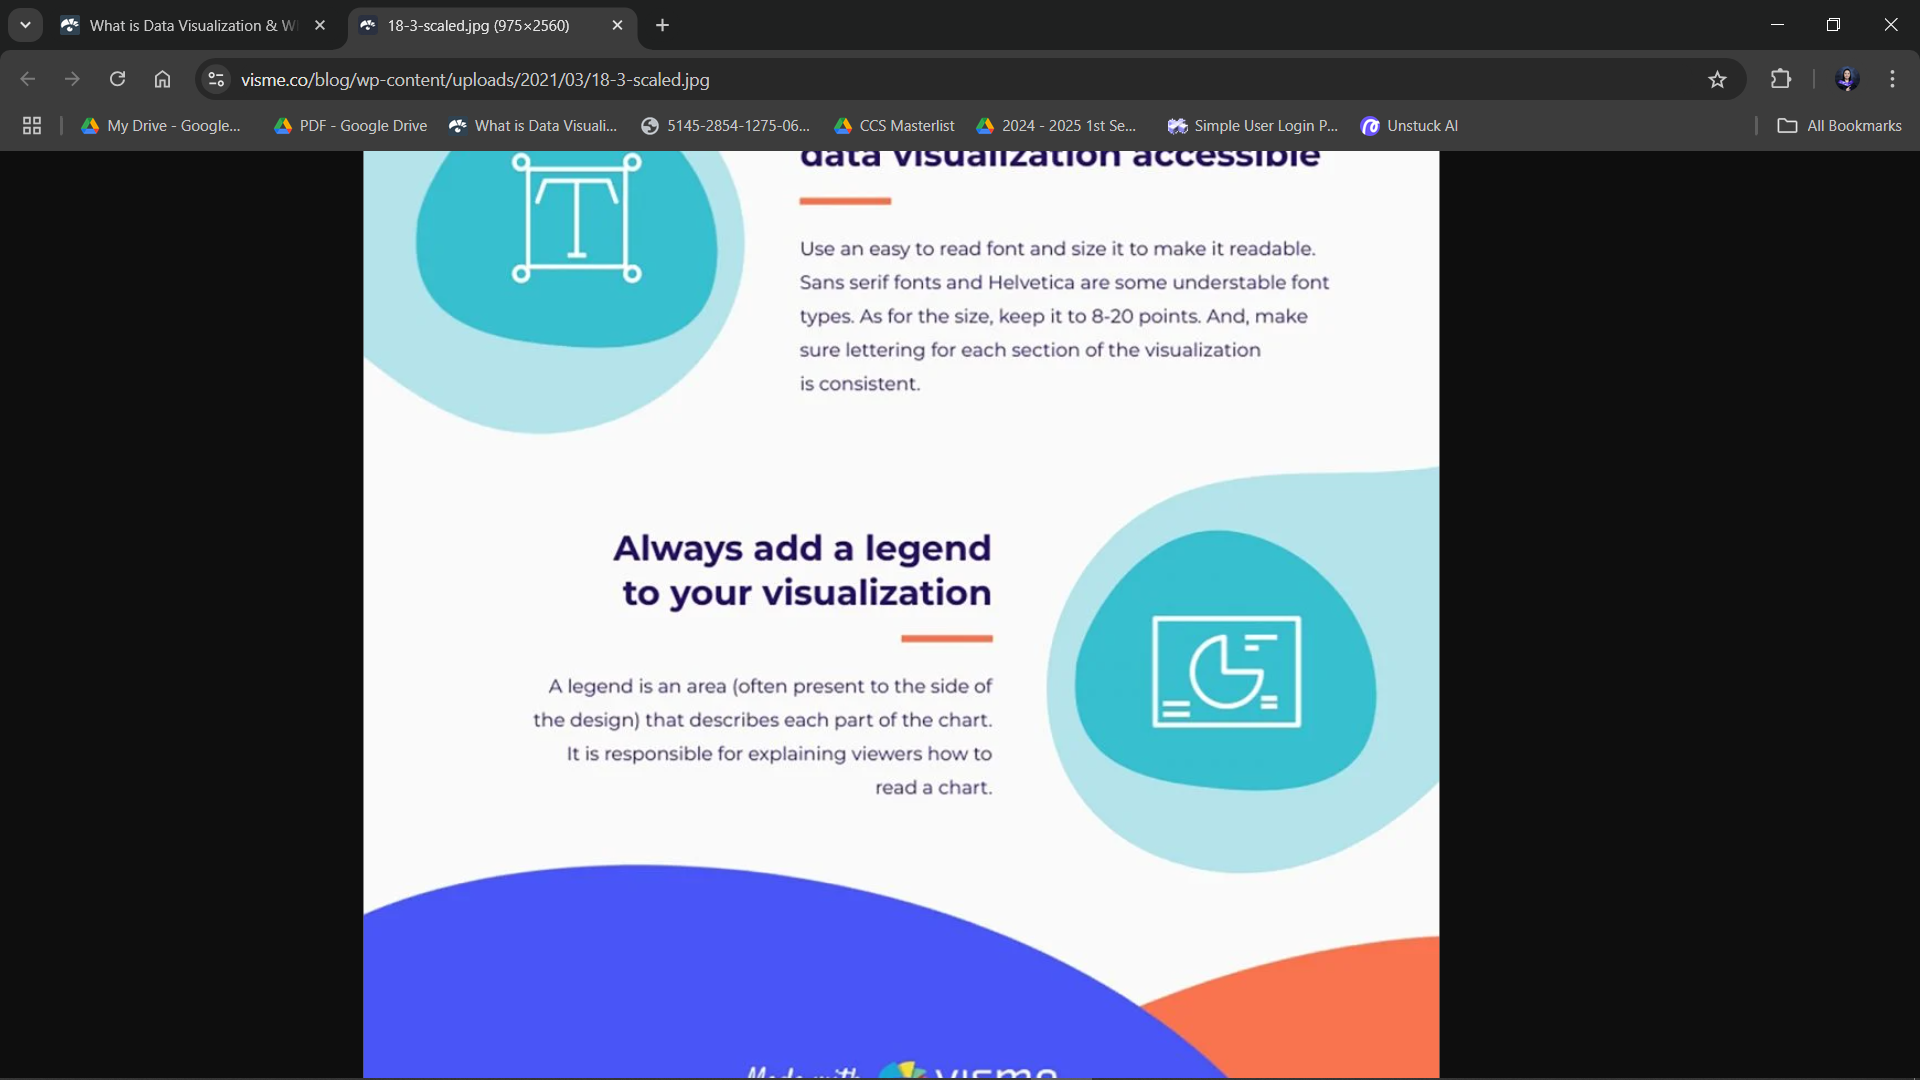 What is Data Visualization & W
18-3-scaled.jpg (975×2560)
visme.co/blog/wp-content/uploads/2021/03/18-3-scaled.jpg
My Drive - Google...
PDF - Google Drive
What is Data Visuali...
5145-2854-1275-06...
CCS Masterlist
2024 - 2025 1st Se...
Simple User Login P...
Unstuck AI
All Bookmarks
data visualization accessible
T
Use an easy to read font and size it to make it readable.
Sans serif fonts and Helvetica are some understable font
types. As for the size, keep it to 8-20 points. And, make
sure lettering for each section of the visualization
is consistent.
Always add a legend
to your visualization
A legend is an area (often present to the side of
the design) that describes each part of the chart.
It is responsible for explaining viewers how to
read a chart.
Made with visme